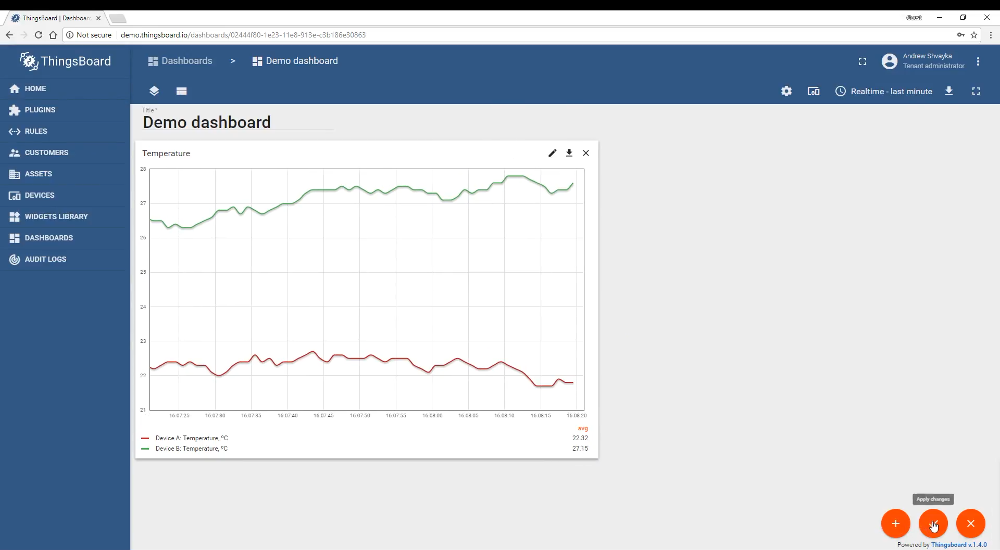 ThingsBoard | Dashboar
Guest
Not secure
demo.thingsboard.io/dashboards/02444f80-1e23-11e8-913e-c3b186e30863
ThingsBoard
Dashboards > Demo dashboard
Andrew Shvayka
Tenant administrator
HOME
PLUGINS
RULES
CUSTOMERS
ASSETS
DEVICES
WIDGETS LIBRARY
DASHBOARDS
AUDIT LOGS
Realtime - last minute
Title *
Demo dashboard
Temperature
28
27
26
25
24
23
22
21
16:07:25 16:07:30 16:07:35 16:07:40 16:07:45 16:07:50 16:07:55 16:08:00 16:08:05 16:08:10 16:08:15 16:08:20
avg
Device A: Temperature, ºC 22.32
Device B: Temperature, ºC 27.15
Apply changes
Powered by Thingsboard v.1.4.0